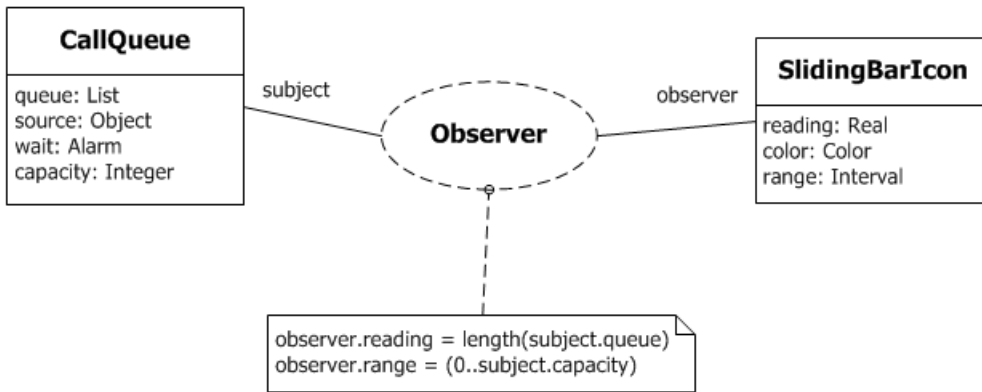 CallQueue
queue: List
source: Object
wait: Alarm
capacity: Integer
subject
Observer
observer
SlidingBarIcon
reading: Real
color: Color
range: Interval
observer.reading = length(subject.queue)
observer.range = (0..subject.capacity)